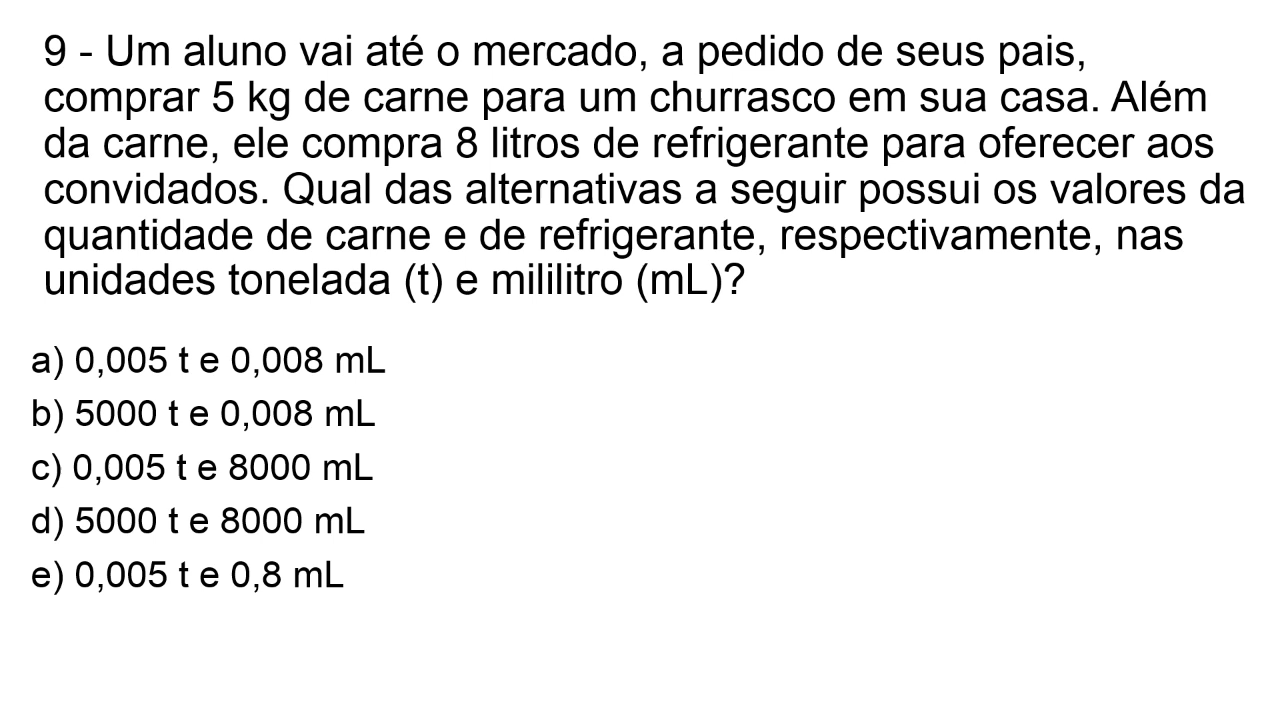 9 - Um aluno vai até o mercado, a pedido de seus pais,
comprar 5 kg de carne para um churrasco em sua casa. Além
da carne, ele compra 8 litros de refrigerante para oferecer aos
convidados. Qual das alternativas a seguir possui os valores da
quantidade de carne e de refrigerante, respectivamente, nas
unidades tonelada (t) e mililitro (mL)?
a) 0,005 t e 0,008 mL
b) 5000 t e 0,008 mL
c) 0,005 t e 8000 mL
d) 5000 t e 8000 mL
e) 0,005 t e 0,8 mL